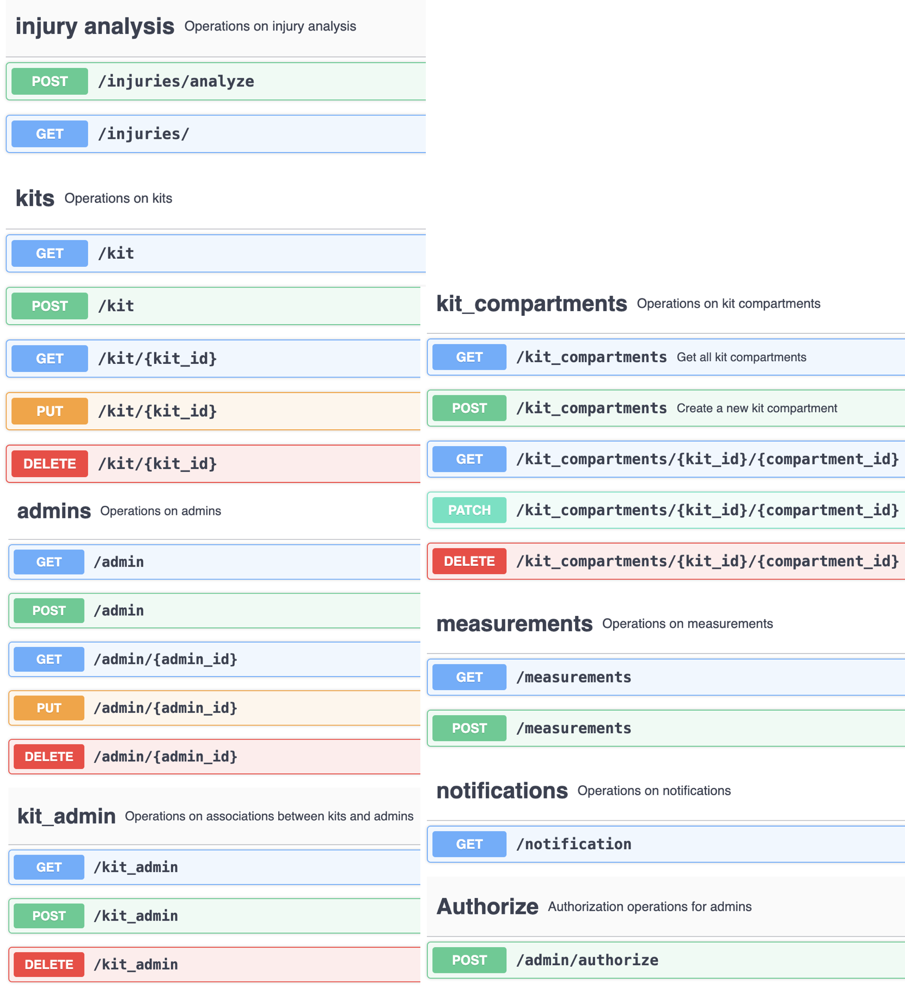 injury analysis Operations on injury analysis
POST /injuries/analyze
GET /injuries/
kits Operations on kits
GET /kit
POST /kit
GET /kit/{kit_id}
PUT /kit/{kit_id}
DELETE /kit/{kit_id}
admins Operations on admins
GET /admin
POST /admin
GET /admin/{admin_id}
PUT /admin/{admin_id}
DELETE /admin/{admin_id}
kit_admin Operations on associations between kits and admins
GET /kit_admin
POST /kit_admin
DELETE /kit_admin
kit_compartments Operations on kit compartments
GET /kit_compartments Get all kit compartments
POST /kit_compartments Create a new kit compartment
GET /kit_compartments/{kit_id}/{compartment_id}
PATCH /kit_compartments/{kit_id}/{compartment_id}
DELETE /kit_compartments/{kit_id}/{compartment_id}
measurements Operations on measurements
GET /measurements
POST /measurements
notifications Operations on notifications
GET /notification
Authorize Authorization operations for admins
POST /admin/authorize